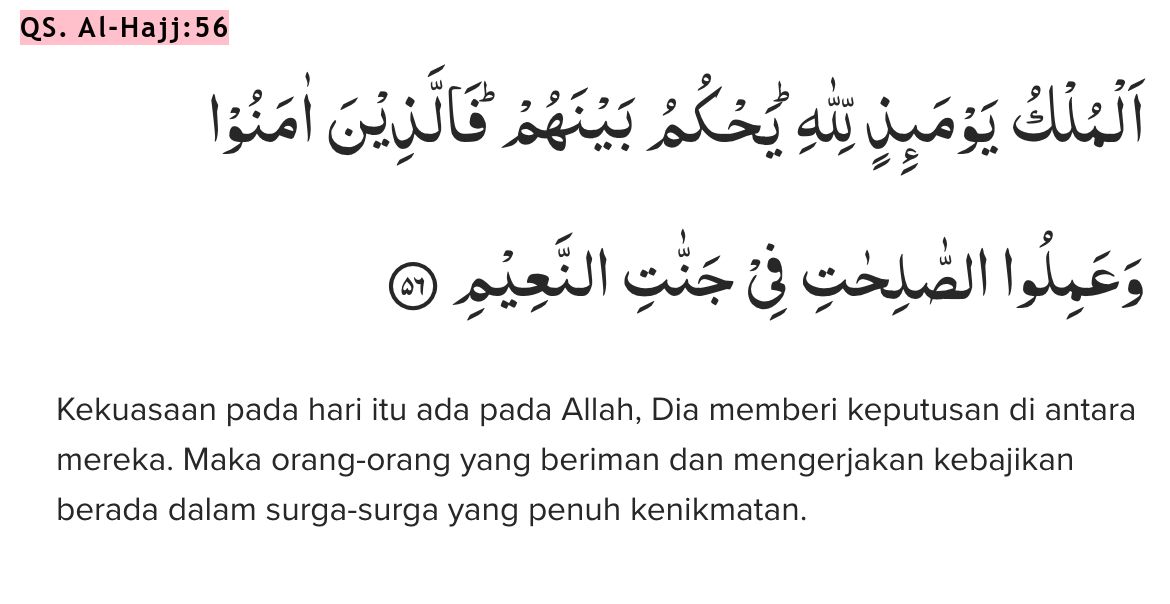 QS. Al-Hajj:56
اَلْمُلْكُ يَوْمَىِٕذٍ لِّلّٰهِ ۗيَحْكُمُ بَيْنَهُمْ ۗفَالَّذِيْنَ اٰمَنُوْا
وَعَمِلُوا الصّٰلِحٰتِ فِيْ جَنّٰتِ النَّعِيْمِ ۝٥٦
Kekuasaan pada hari itu ada pada Allah, Dia memberi keputusan di antara
mereka. Maka orang-orang yang beriman dan mengerjakan kebajikan
berada dalam surga-surga yang penuh kenikmatan.